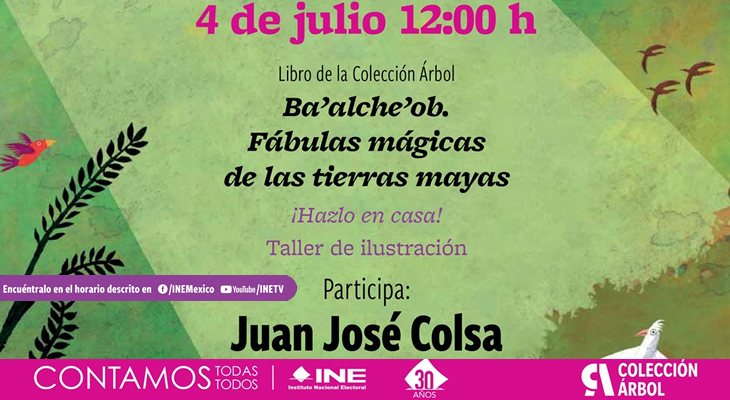 4 de julio 12:00 h
Libro de la Colección Árbol
Ba’alche’ob.
Fábulas mágicas
de las tierras mayas
¡Hazlo en casa!
Taller de ilustración
Encuéntralo en el horario descrito en /INEMexico YouTube/INETV
Participa:
Juan José Colsa
CONTAMOS TODAS TODOS
INE
Instituto Nacional Electoral
30 AÑOS
COLECCIÓN
ÁRBOL